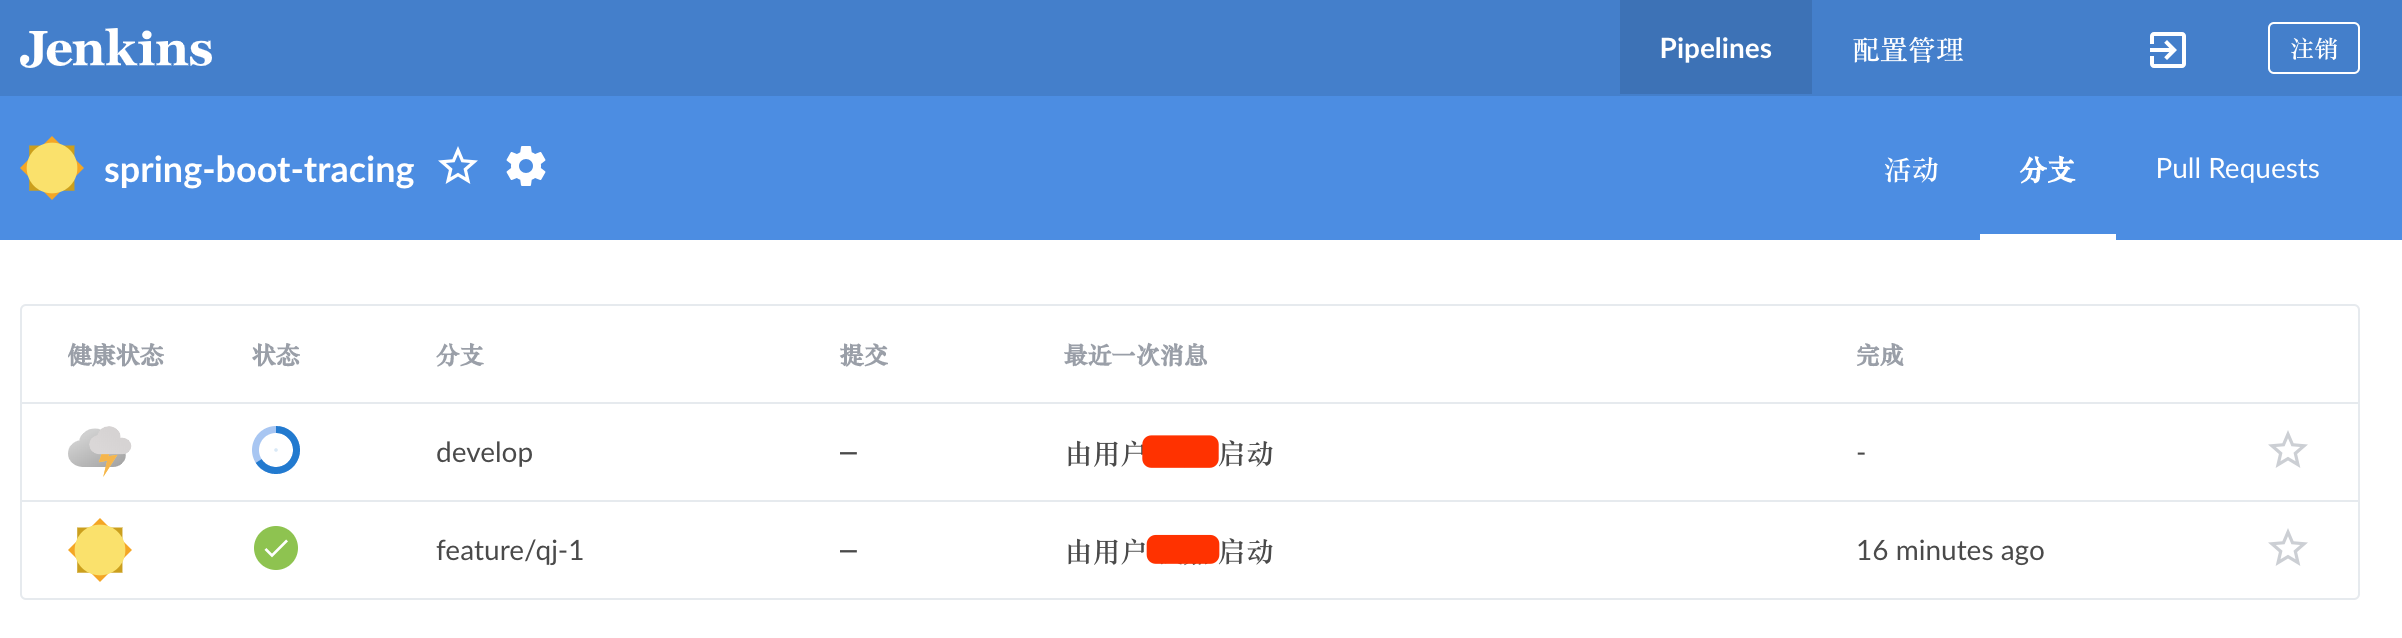 Jenkins Pipelines 配置管理 注销
spring-boot-tracing 活动 分支 Pull Requests
健康状态 状态 分支 提交 最近一次消息 完成
develop – 由用户 启动 -
feature/qj-1 – 由用户 启动 16 minutes ago